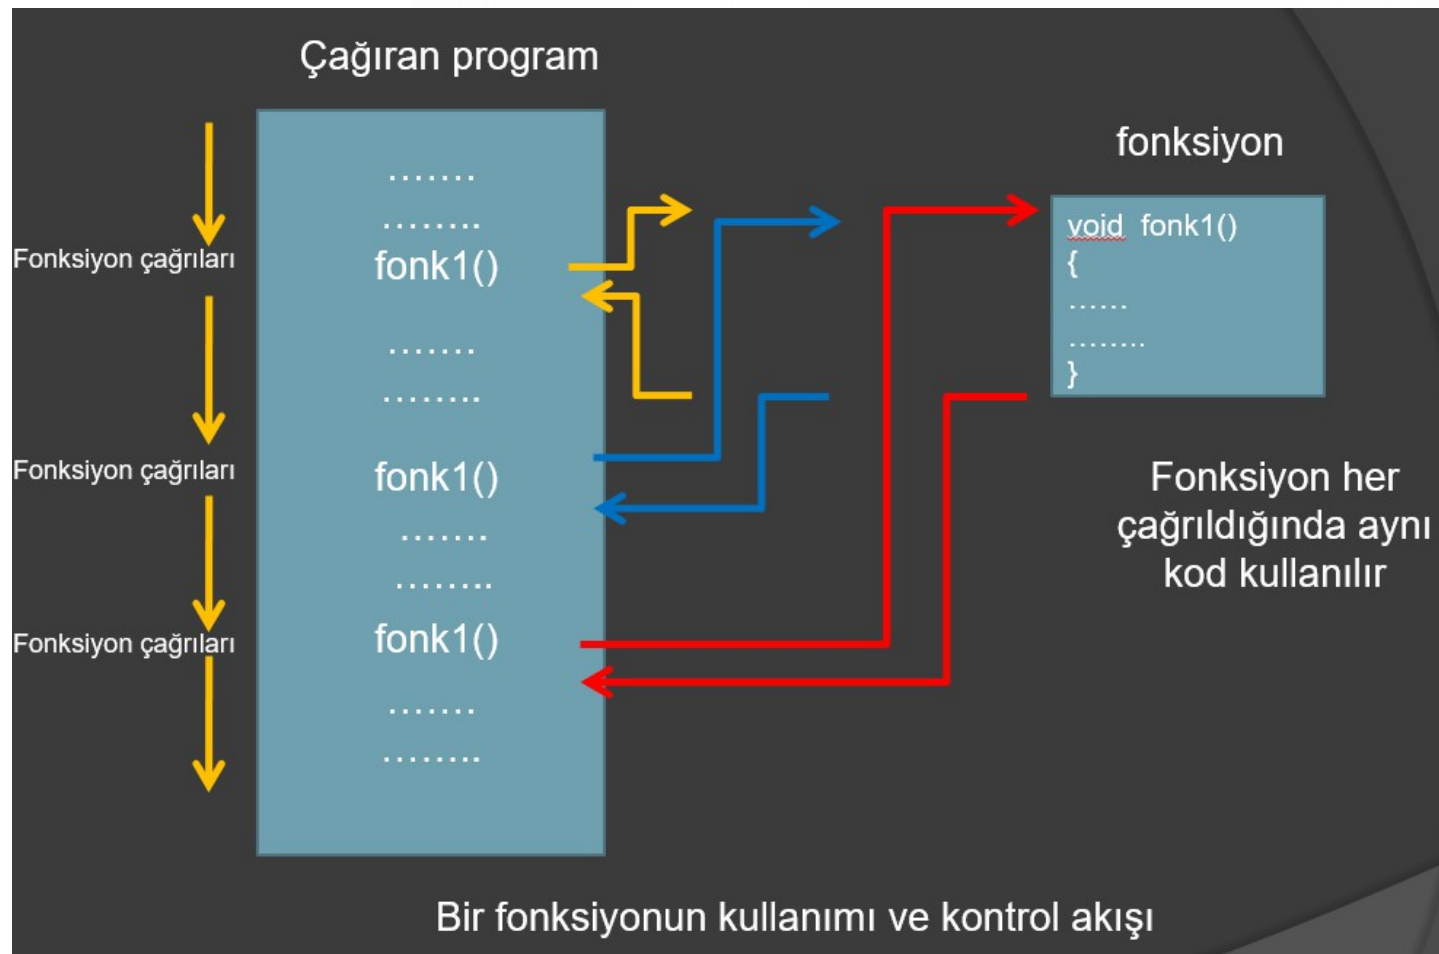 Çağıran program
.......
........
Fonksiyon çağrıları
fonk1()
.......
........
Fonksiyon çağrıları
fonk1()
.......
........
Fonksiyon çağrıları
fonk1()
.......
........
fonksiyon
void fonk1()
{
......
........
}
Fonksiyon her
çağrıldığında aynı
kod kullanılır
Bir fonksiyonun kullanımı ve kontrol akışı